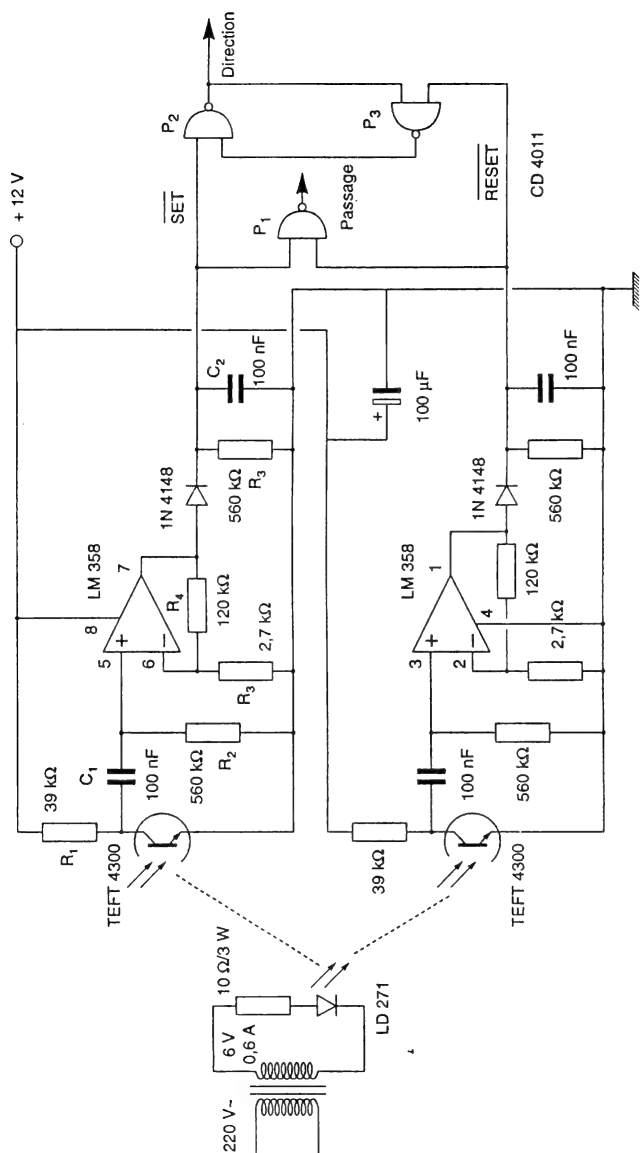 220 V~
6 V
0,6 A
10 Ω/3 W
LD 271
+ 12 V
39 kΩ
R₁
C₁
100 nF
TEFT 4300
560 kΩ
R₂
LM 358
5
6
7
8
+
−
R₄
120 kΩ
2,7 kΩ
R₃
1N 4148
560 kΩ
R₃
C₂
100 nF
SET
P₁
Passage
P₂
Direction
P₃
RESET
CD 4011
+
100 µF
39 kΩ
TEFT 4300
100 nF
560 kΩ
LM 358
3
2
1
4
+
−
120 kΩ
2,7 kΩ
1N 4148
560 kΩ
100 nF